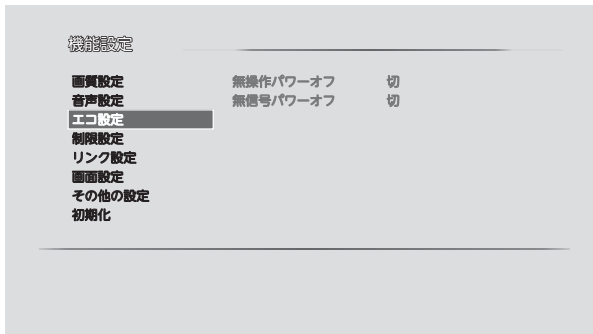 機能設定
画質設定 無操作パワーオフ 切
音声設定 無信号パワーオフ 切
エコ設定
制限設定
リンク設定
画面設定
その他の設定
初期化